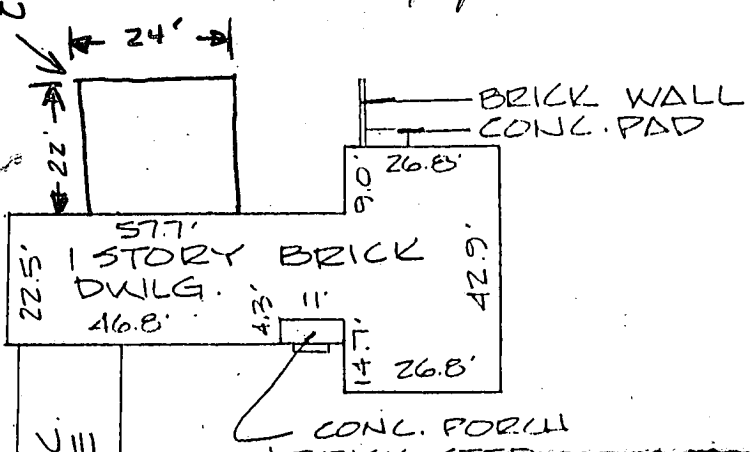 24'
BRICK WALL
CONC. PAD
22'
26.8'
9.0'
57.7'
1 STORY BRICK
DWLG.
22.5'
42.9'
46.8'
4.3'
11'
14.7'
26.8'
CONC. PORCH